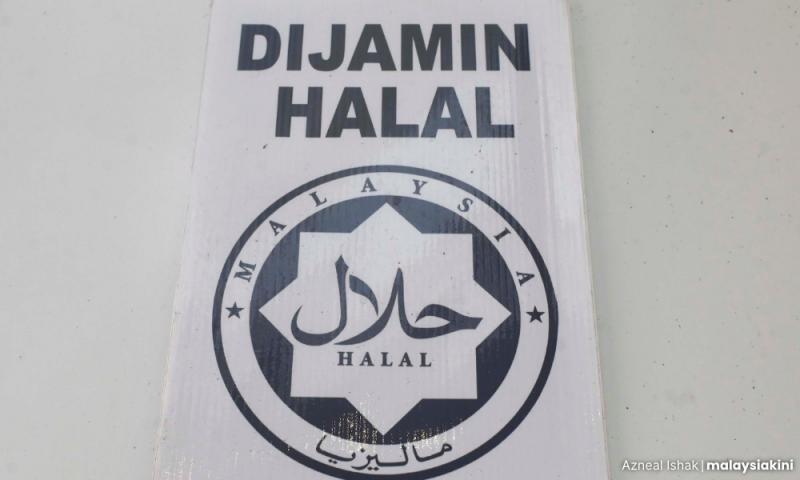 DIJAMIN
HALAL
MALAYSIA
حلال
HALAL
ماليزيا
Azneal Ishak | malaysiakini